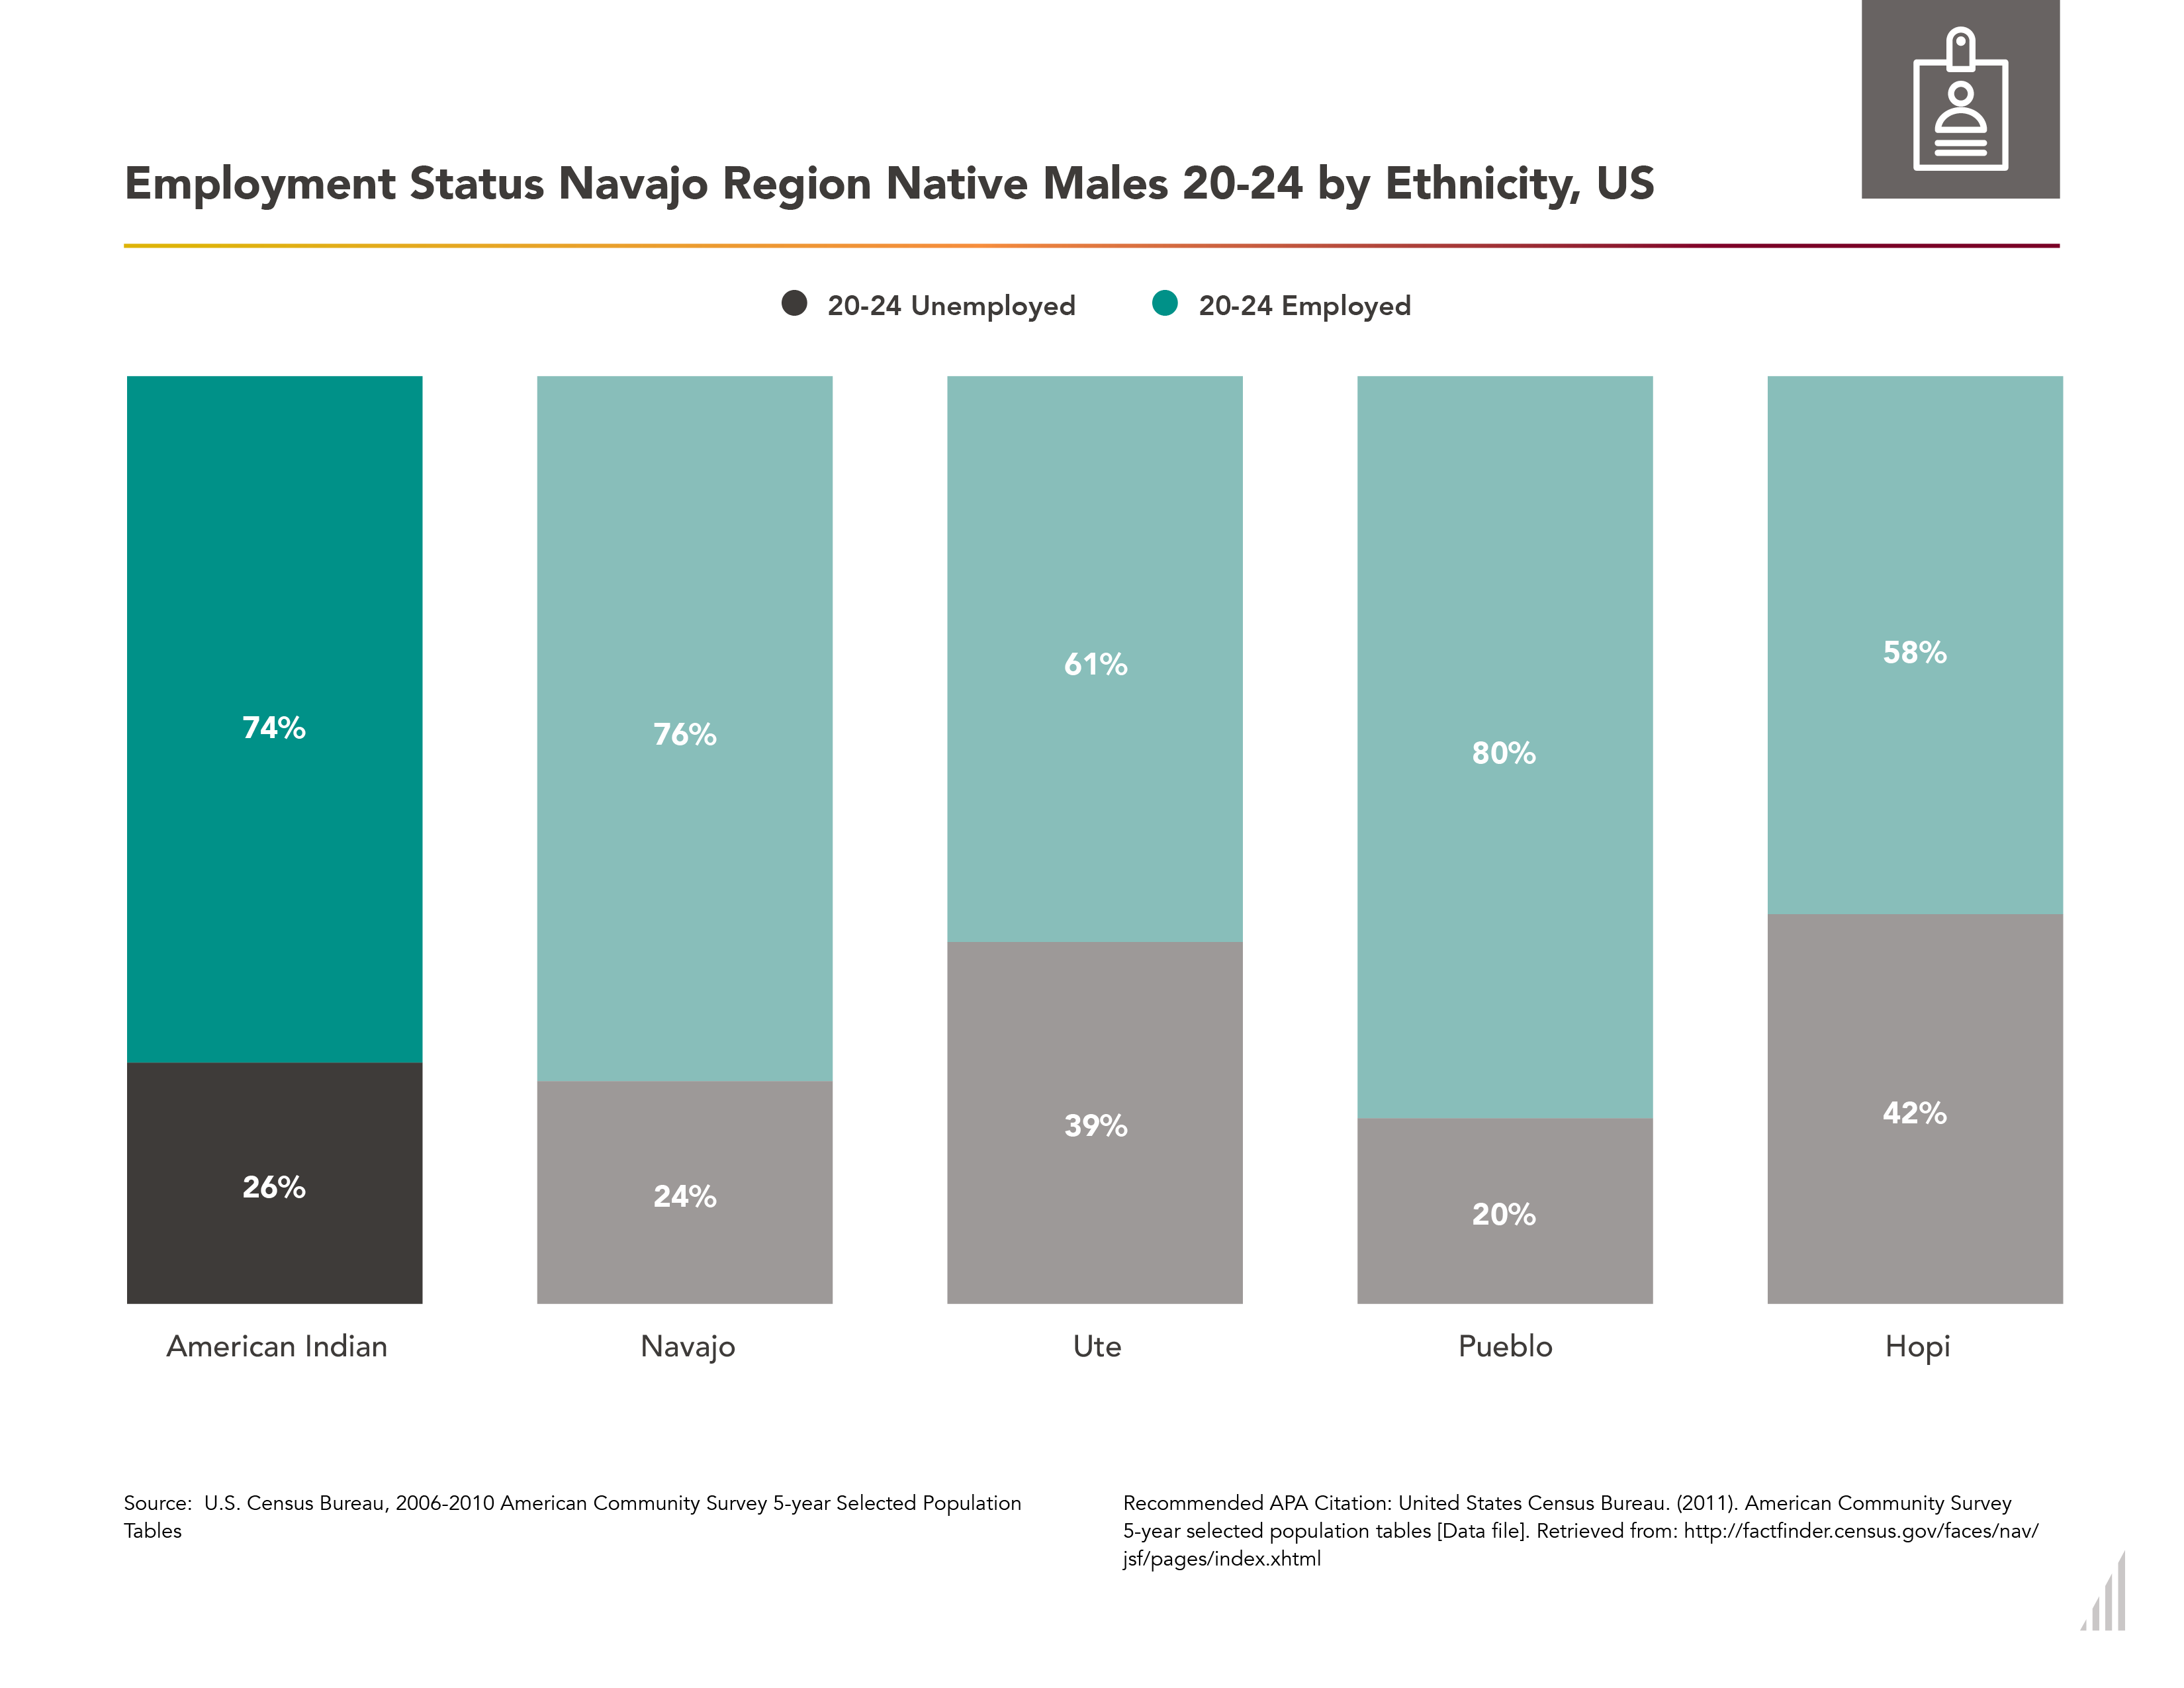 Employment Status Navajo Region Native Males 20-24 by Ethnicity, US
20-24 Unemployed 20-24 Employed
74% 76% 61% 80% 58%
26% 24% 39% 20% 42%
American Indian Navajo Ute Pueblo Hopi
Source:  U.S. Census Bureau, 2006-2010 American Community Survey 5-year Selected Population
Tables
Recommended APA Citation: United States Census Bureau. (2011). American Community Survey
5-year selected population tables [Data file]. Retrieved from: http://factfinder.census.gov/faces/nav/
jsf/pages/index.xhtml